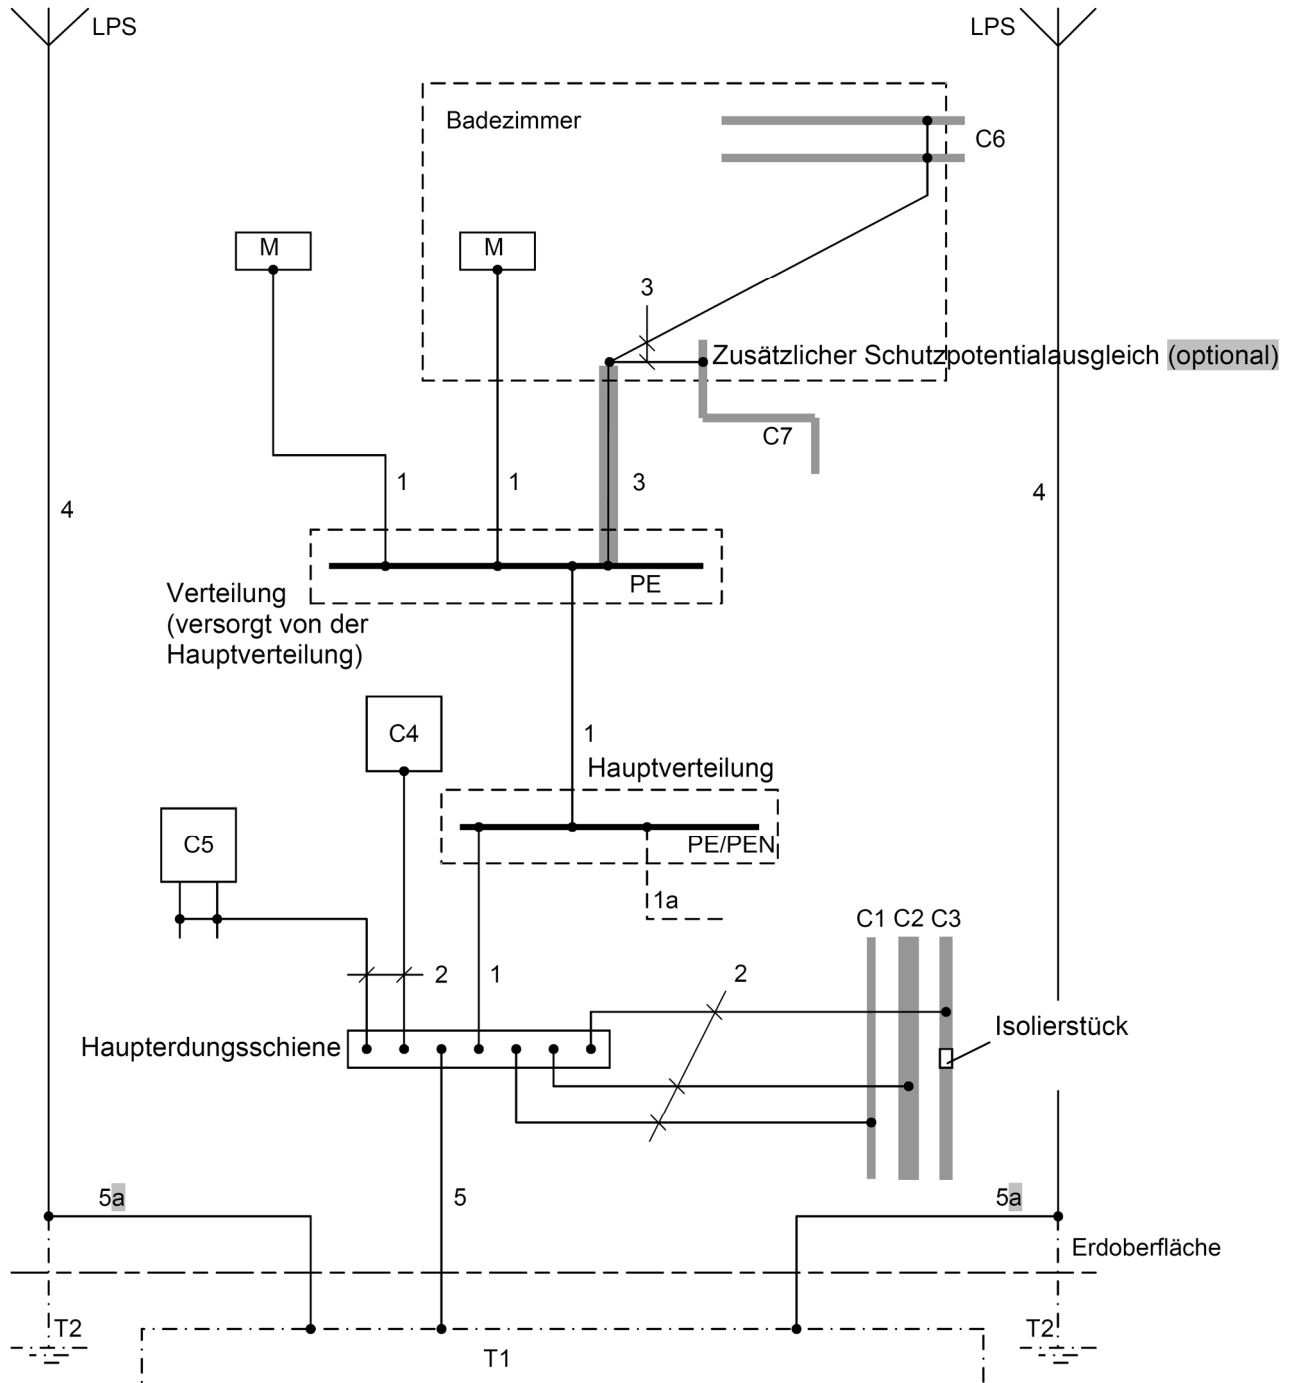 LPS
LPS
Badezimmer
C6
M
M
3
Zusätzlicher Schutzpotentialausgleich (optional)
C7
1
1
3
4
4
PE
Verteilung
(versorgt von der
Hauptverteilung)
C4
1
Hauptverteilung
C5
PE/PEN
1a
C1 C2 C3
2
1
2
Isolierstück
Haupterdungsschiene
5a
5
5a
Erdoberfläche
T2
T2
T1